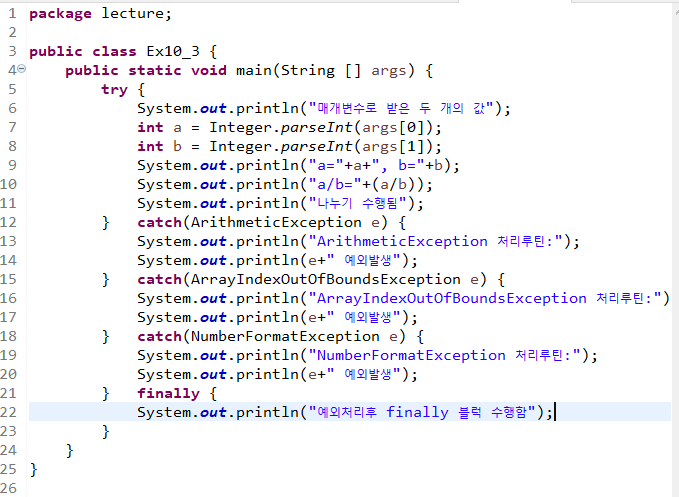 1 package lecture;
2
3 public class Ex10_3 {
4 public static void main(String [] args) {
5 try {
6 System.out.println("매개변수로 받은 두 개의 값");
7 int a = Integer.parseInt(args[0]);
8 int b = Integer.parseInt(args[1]);
9 System.out.println("a="+a+", b="+b);
10 System.out.println("a/b="+(a/b));
11 System.out.println("나누기 수행됨");
12 } catch(ArithmeticException e) {
13 System.out.println("ArithmeticException 처리루틴:");
14 System.out.println(e+" 예외발생");
15 } catch(ArrayIndexOutOfBoundsException e) {
16 System.out.println("ArrayIndexOutOfBoundsException 처리루틴:")
17 System.out.println(e+" 예외발생");
18 } catch(NumberFormatException e) {
19 System.out.println("NumberFormatException 처리루틴:");
20 System.out.println(e+" 예외발생");
21 } finally {
22 System.out.println("예외처리후 finally 블럭 수행함");
23 }
24 }
25 }
26